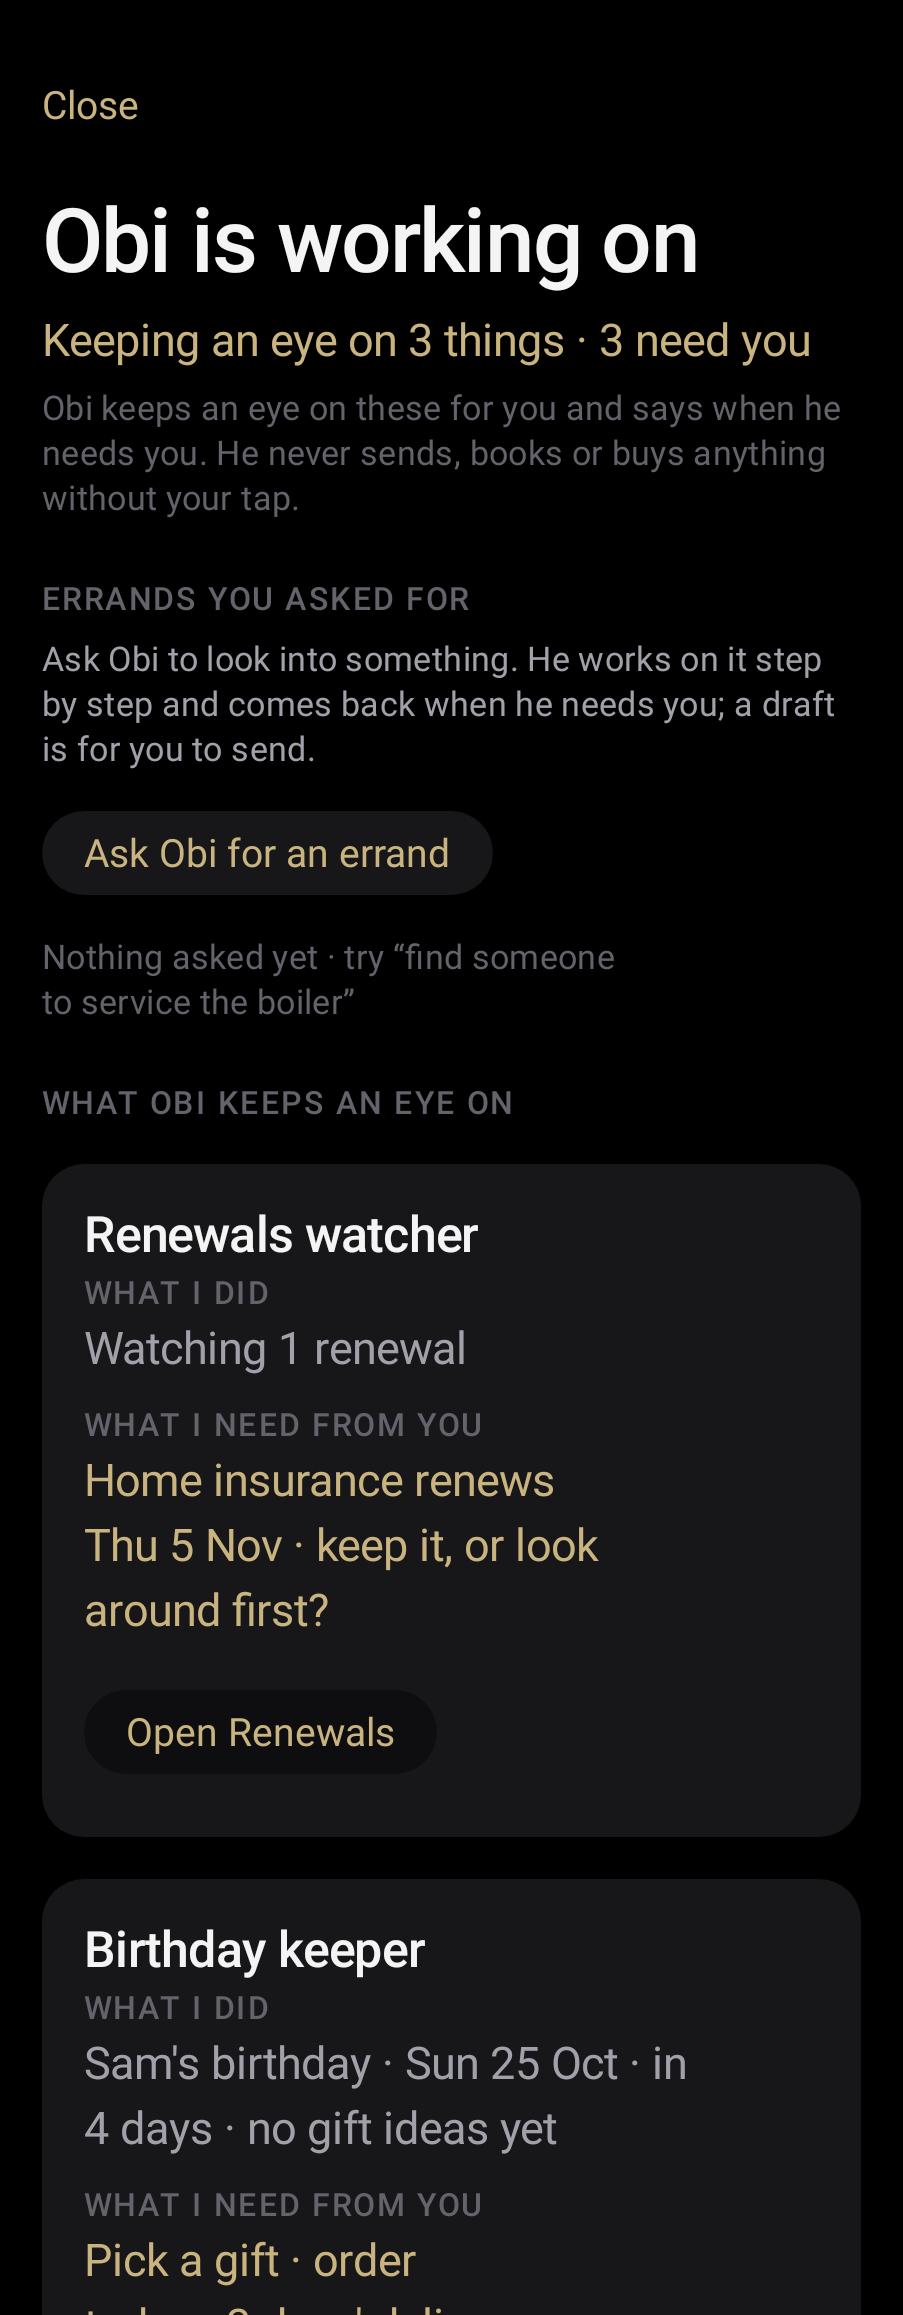 Close
Obi is working on
Keeping an eye on 3 things · 3 need you
Obi keeps an eye on these for you and says when he
needs you. He never sends, books or buys anything
without your tap.
ERRANDS YOU ASKED FOR
Ask Obi to look into something. He works on it step
by step and comes back when he needs you; a draft
is for you to send.
Ask Obi for an errand
Nothing asked yet · try “find someone
to service the boiler”
WHAT OBI KEEPS AN EYE ON
Renewals watcher
WHAT I DID
Watching 1 renewal
WHAT I NEED FROM YOU
Home insurance renews
Thu 5 Nov · keep it, or look
around first?
Open Renewals
Birthday keeper
WHAT I DID
Sam's birthday · Sun 25 Oct · in
4 days · no gift ideas yet
WHAT I NEED FROM YOU
Pick a gift · order